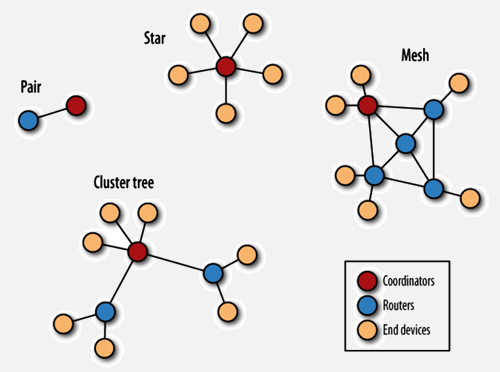 Star
Mesh
Pair
Cluster tree
Coordinators
Routers
End devices